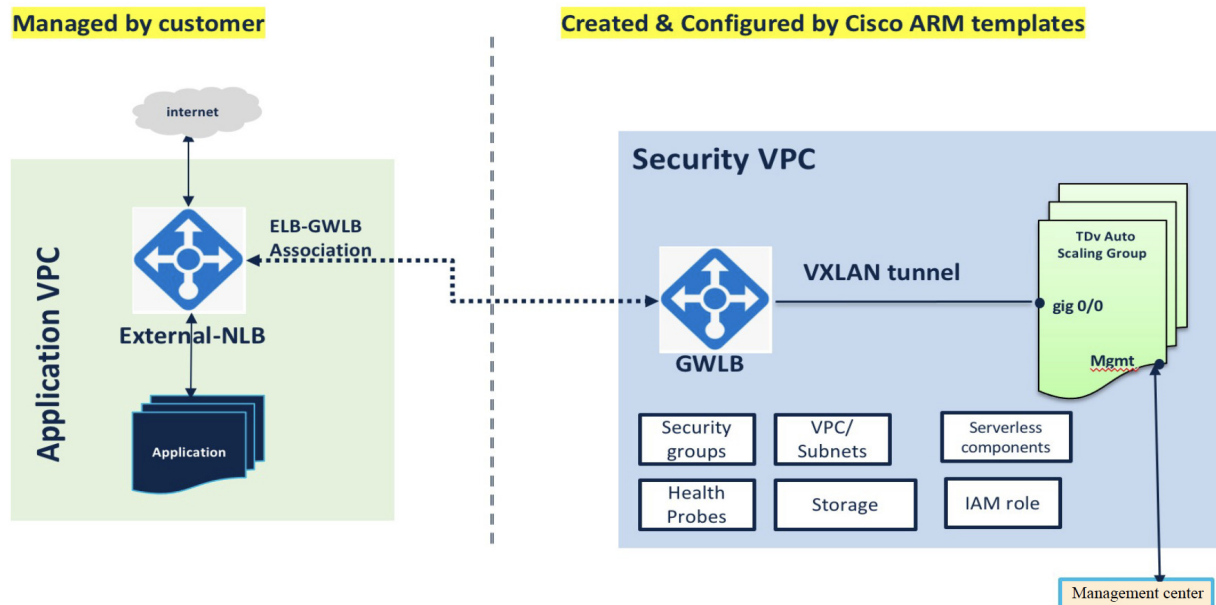 Managed by customer
Created & Configured by Cisco ARM templates
internet
Application VPC
ELB-GWLB
Association
External-NLB
Application
Security VPC
GWLB
VXLAN tunnel
TDv Auto
Scaling Group
gig 0/0
Mgmt
Security
groups
VPC/
Subnets
Serverless
components
Health
Probes
Storage
IAM role
Management center